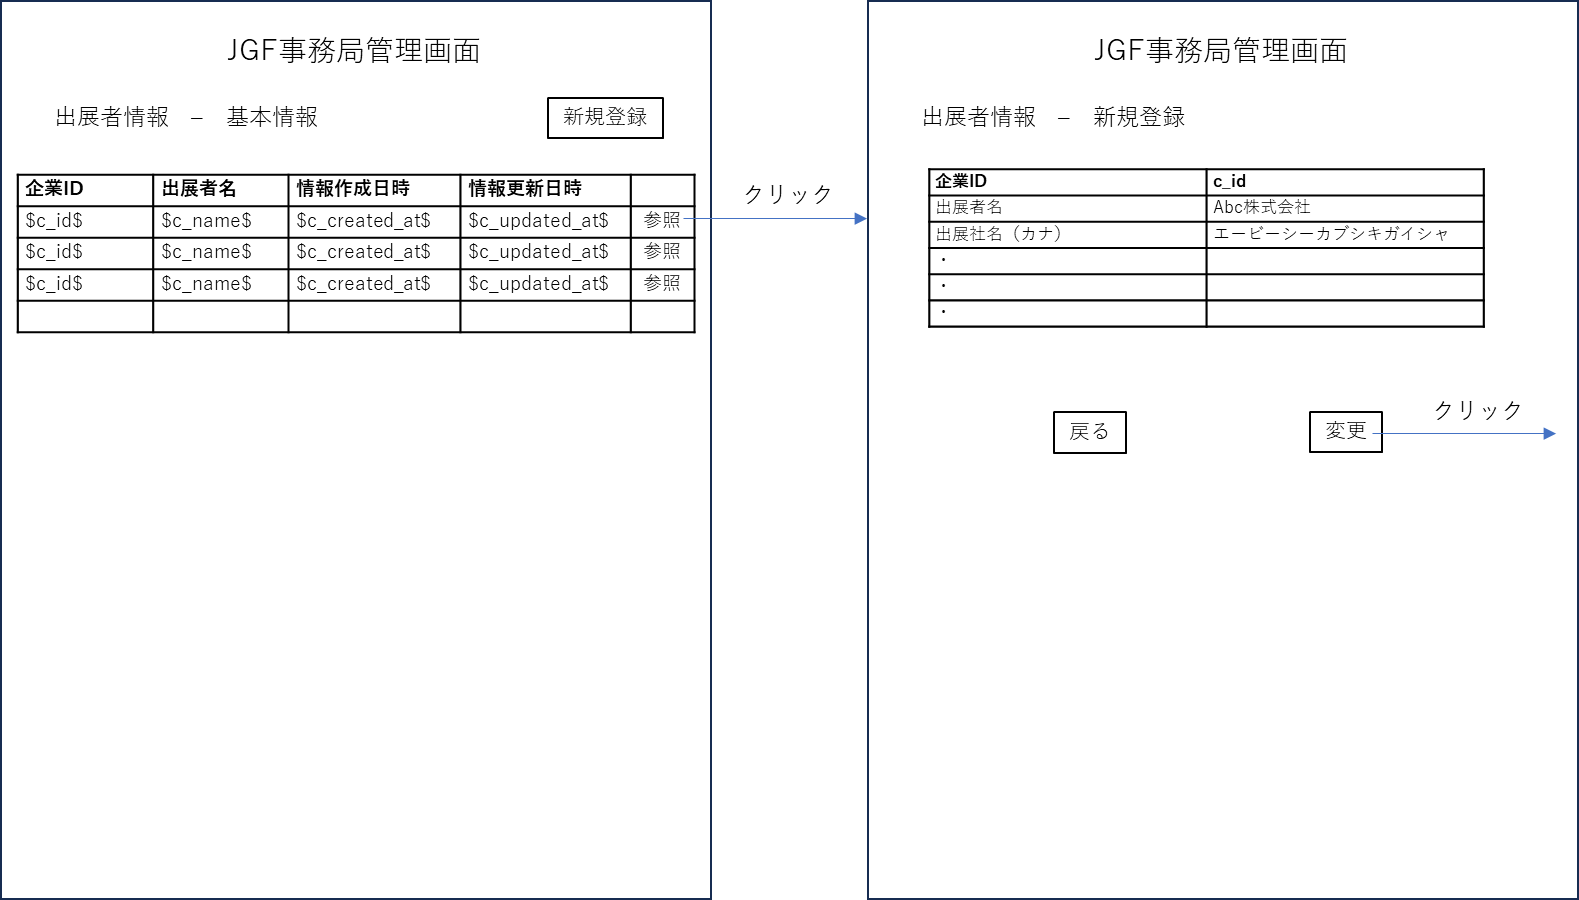 JGF事務局管理画面
出展者情報　–　基本情報
新規登録
企業ID 出展者名 情報作成日時 情報更新日時
$c_id$ $c_name$ $c_created_at$ $c_updated_at$ 参照
$c_id$ $c_name$ $c_created_at$ $c_updated_at$ 参照
$c_id$ $c_name$ $c_created_at$ $c_updated_at$ 参照
クリック
JGF事務局管理画面
出展者情報　–　新規登録
企業ID c_id
出展者名 Abc株式会社
出展社名（カナ） エービーシーカブシキガイシャ
・
・
・
戻る
変更
クリック